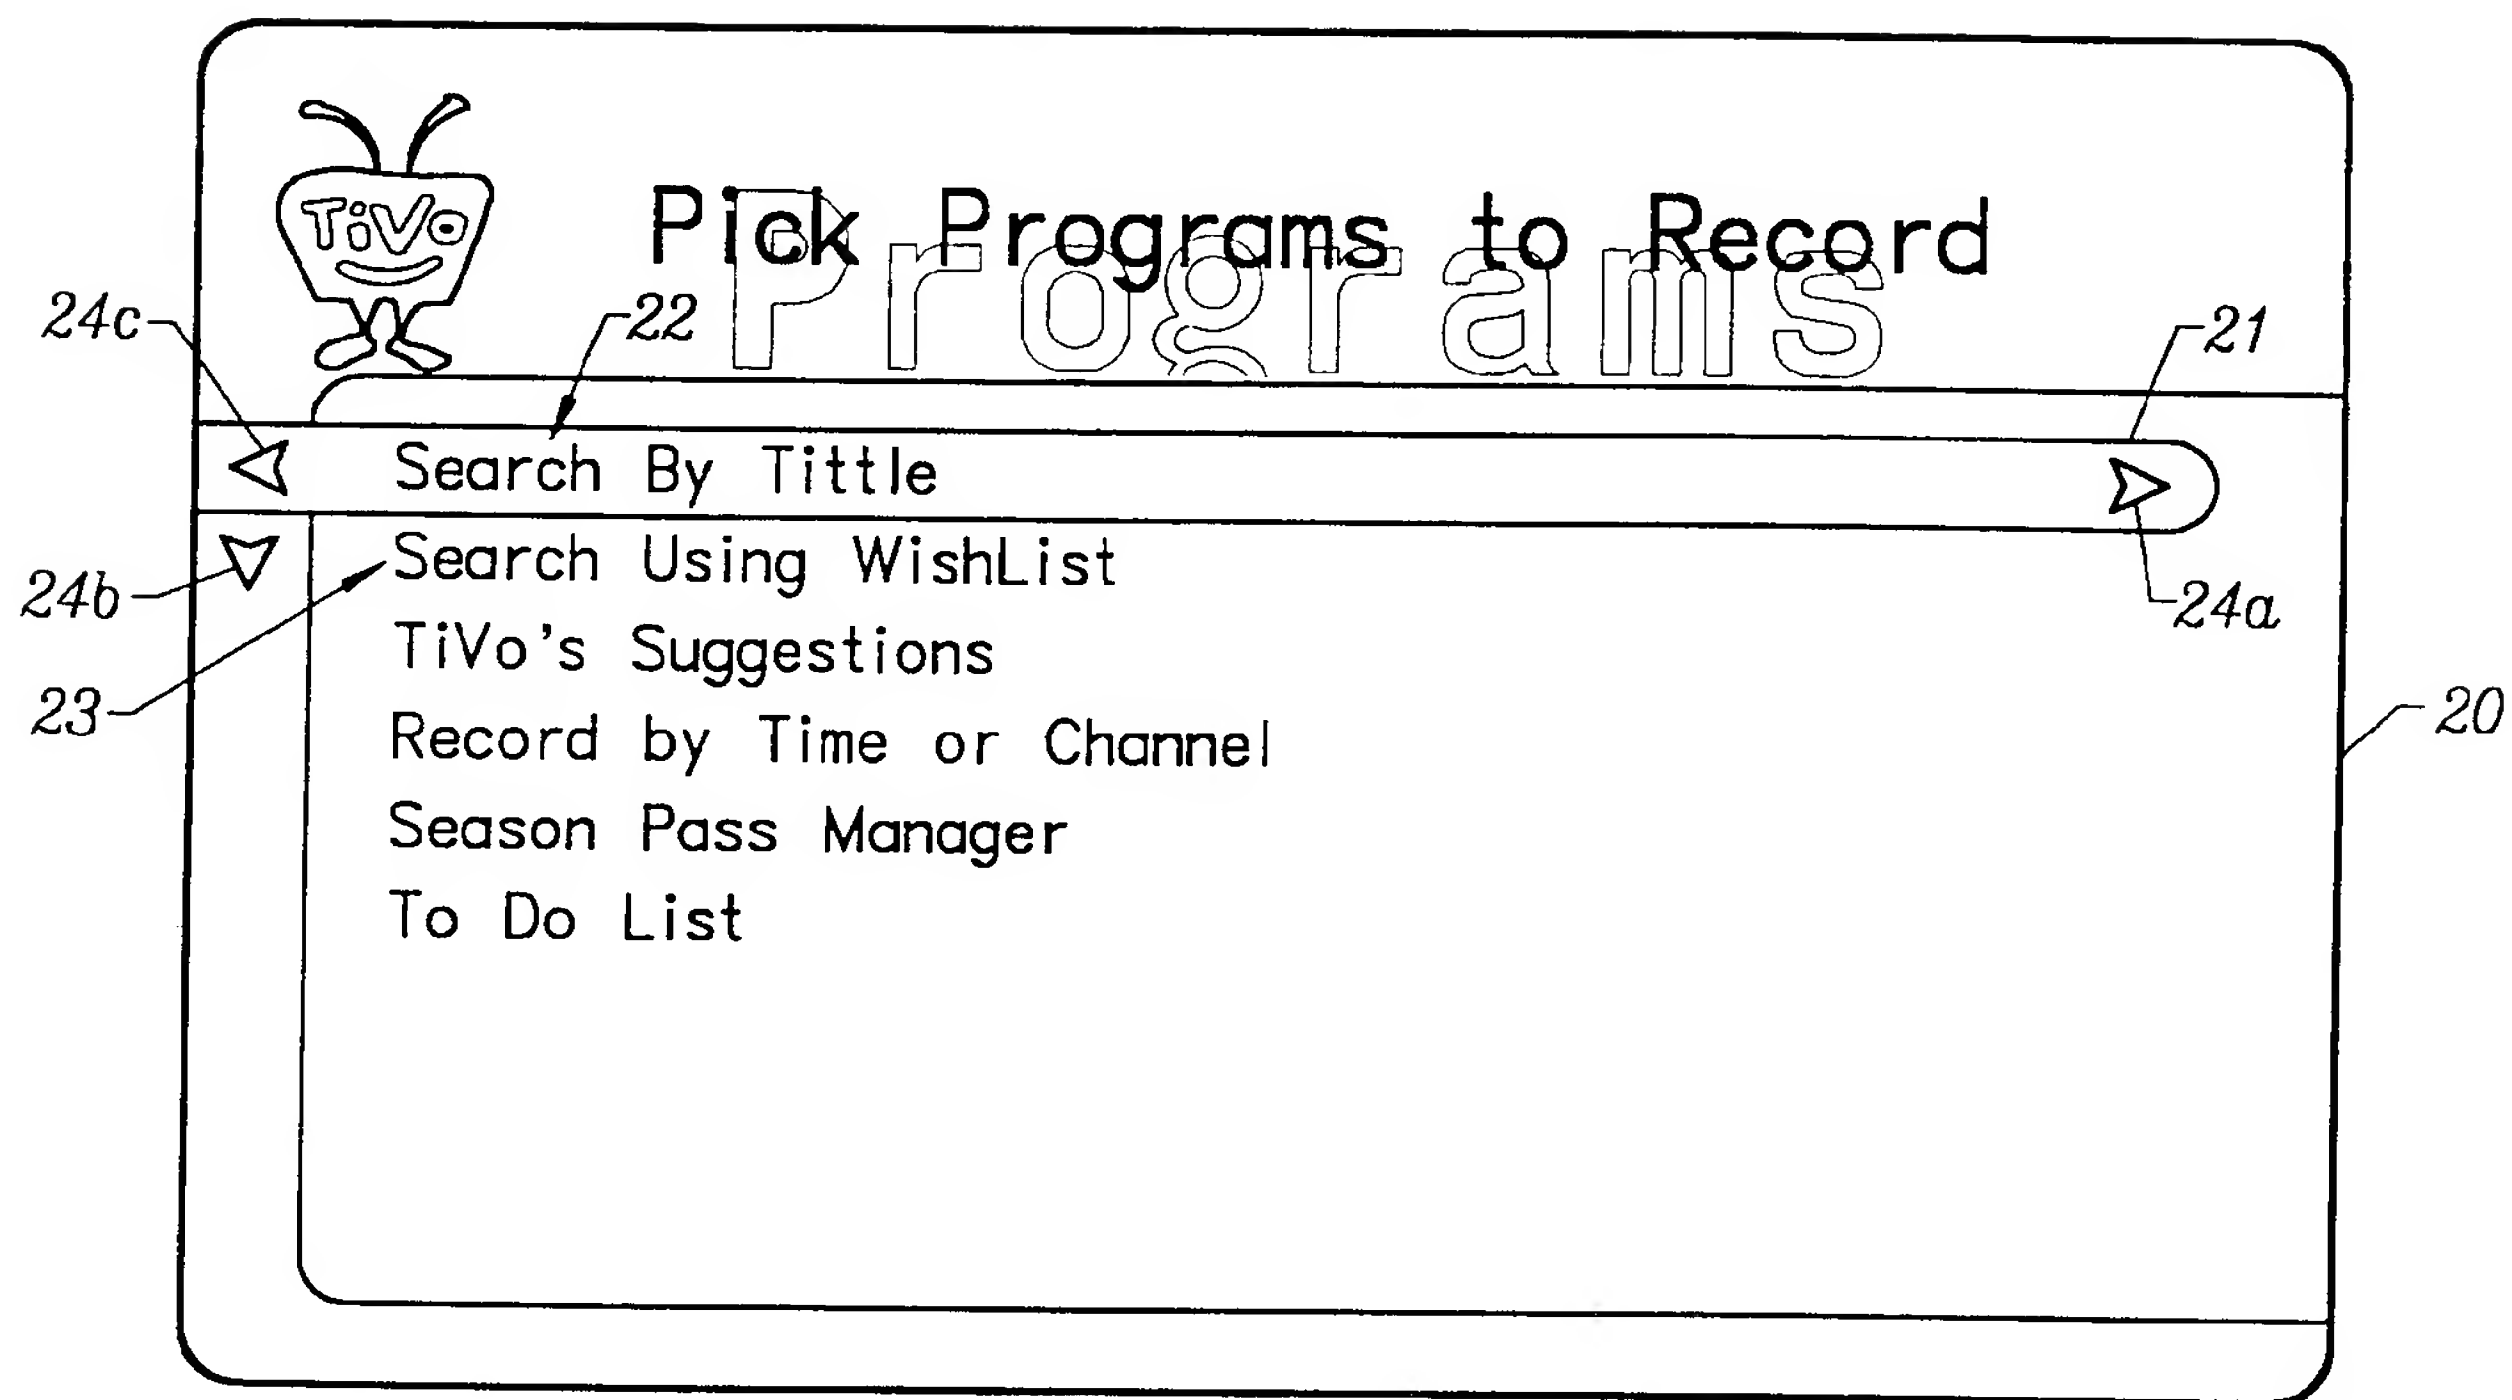 TiVo
Pick Programs to Record
Programs
24c
22
21
Search By Tittle
Search Using WishList
24b
24a
TiVo's Suggestions
23
20
Record by Time or Channel
Season Pass Manager
To Do List